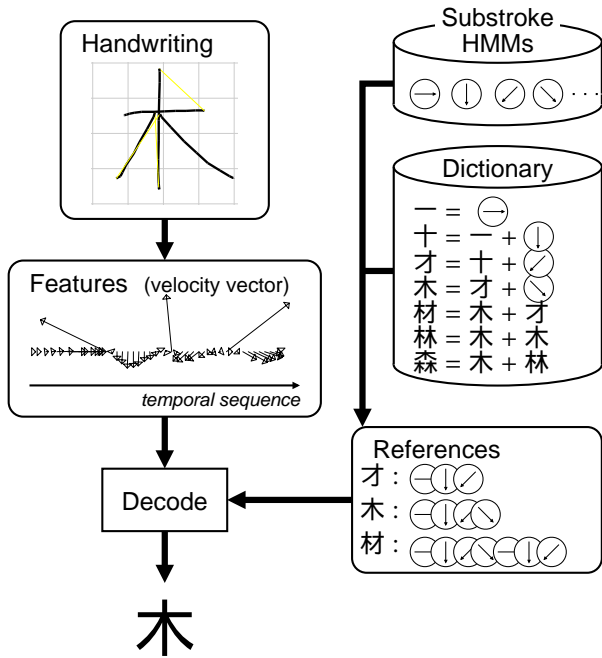 Handwriting
Features (velocity vector)
temporal sequence
Decode
木
Substroke
HMMs
····
Dictionary
一 =
十 = 一 +
才 = 十 +
木 = 才 +
材 = 木 + 才
林 = 木 + 木
森 = 木 + 林
References
才 :
木 :
材 :